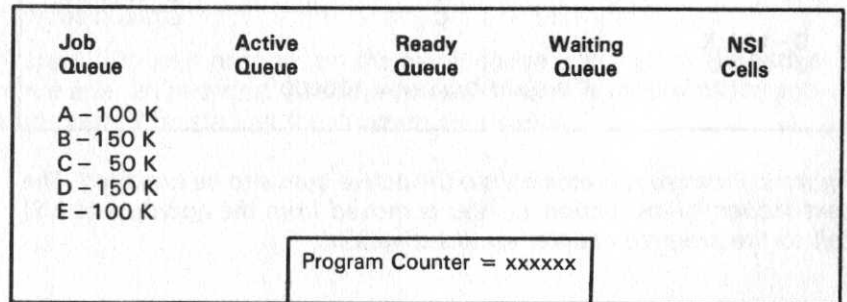 Job Active Ready Waiting NSI
Queue Queue Queue Queue Cells
A – 100 K
B – 150 K
C – 50 K
D – 150 K
E – 100 K
Program Counter = xxxxxx